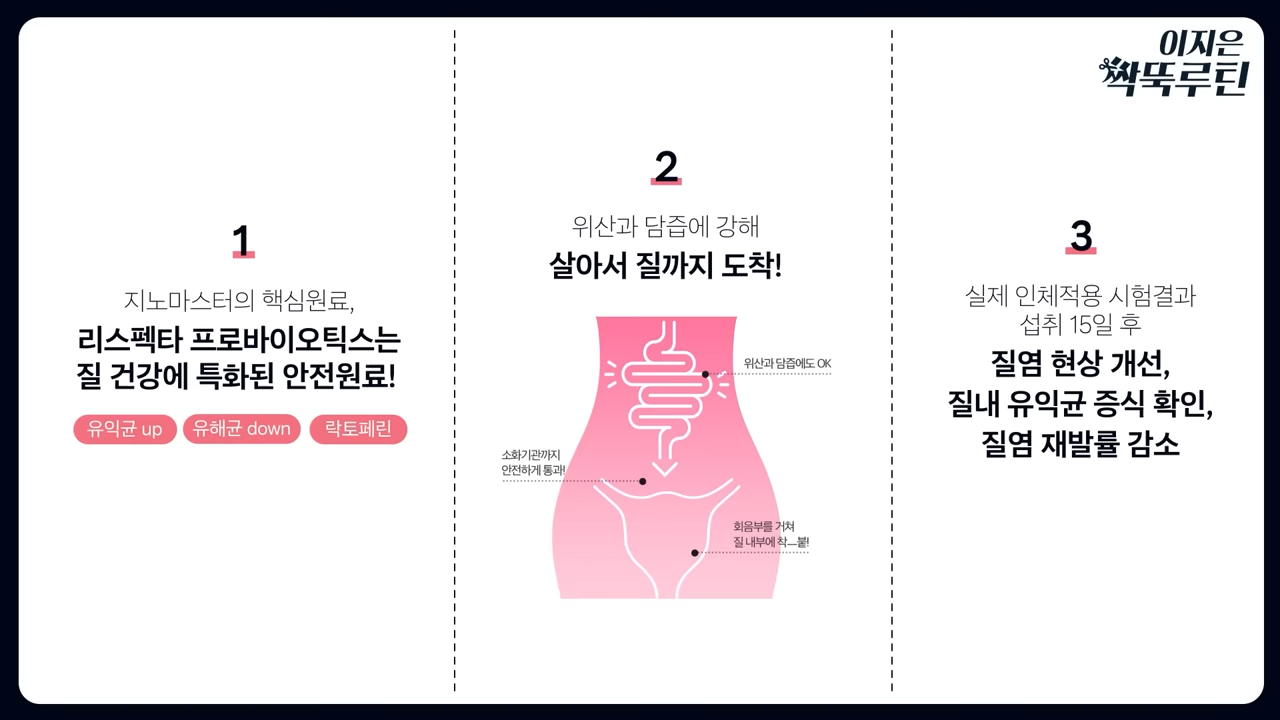 이지은
싹뚝루틴
1
지노마스터의 핵심원료,
리스펙타 프로바이오틱스는
질 건강에 특화된 안전원료!
유익균 up
유해균 down
락토페린
2
위산과 담즙에 강해
살아서 질까지 도착!
위산과 담즙에도 OK
소화기관까지
안전하게 통과!
회음부를 거쳐
질 내부에 착ㅡ붙!
3
실제 인체적용 시험결과
섭취 15일 후
질염 현상 개선,
질내 유익균 증식 확인,
질염 재발률 감소